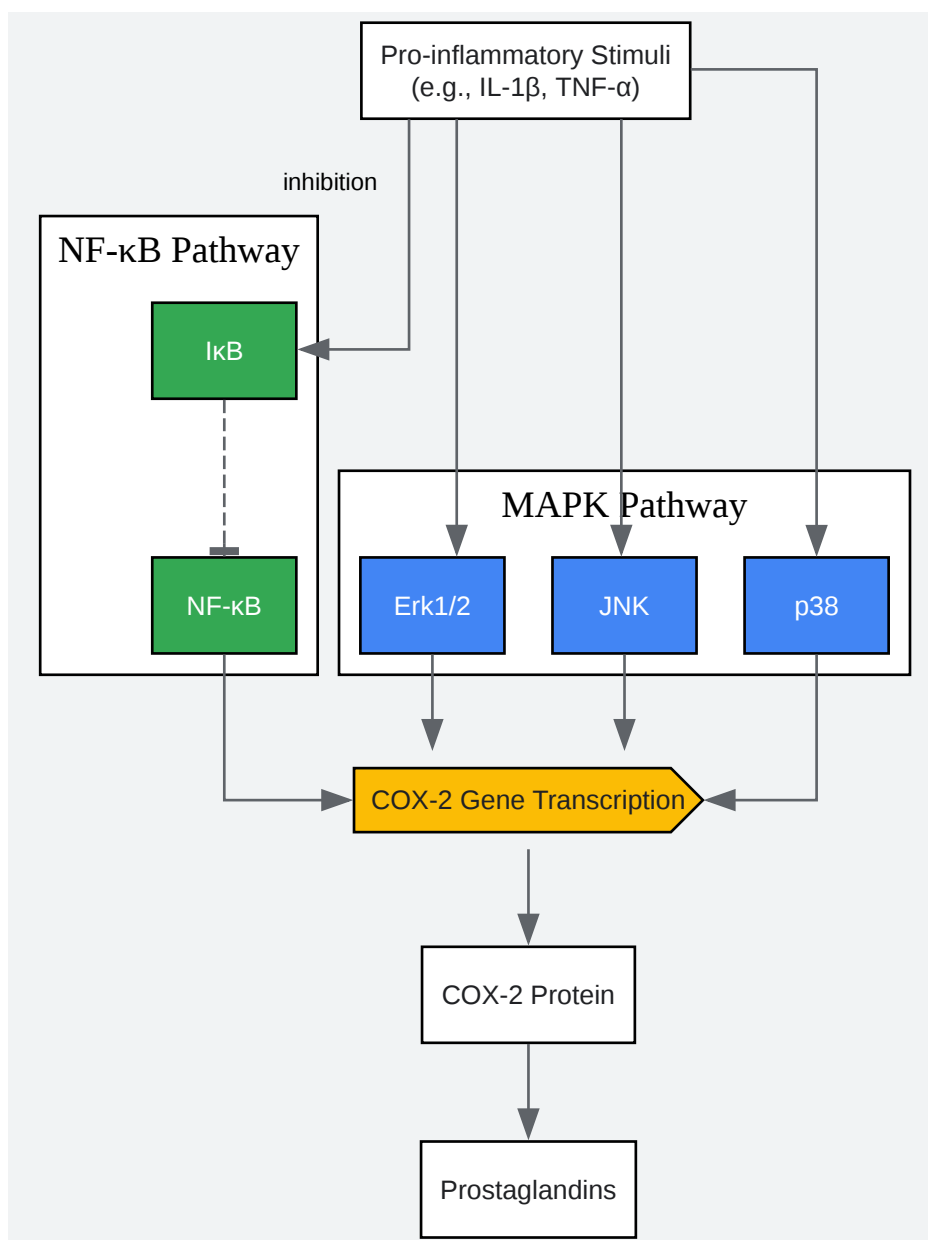 Pro-inflammatory Stimuli
(e.g., IL-1β, TNF-α)
inhibition
NF-κB Pathway
IκB
MAPK Pathway
NF-κB
Erk1/2
JNK
p38
COX-2 Gene Transcription
COX-2 Protein
Prostaglandins